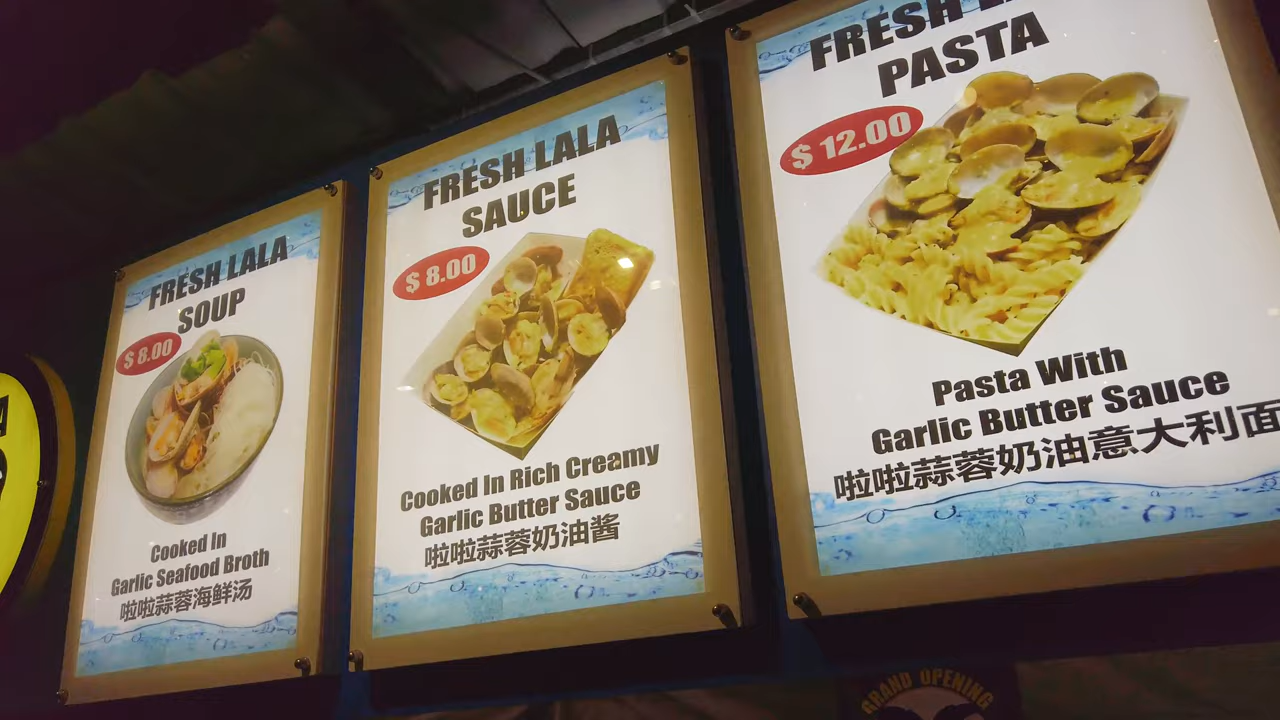 FRESH LALA
SOUP
$ 8.00
Cooked In
Garlic Seafood Broth
啦啦蒜蓉海鲜汤
FRESH LALA
SAUCE
$ 8.00
Cooked In Rich Creamy
Garlic Butter Sauce
啦啦蒜蓉奶油酱
FRESH
PASTA
$ 12.00
Pasta With
Garlic Butter Sauce
啦啦蒜蓉奶油意大利面
GRAND OPENING